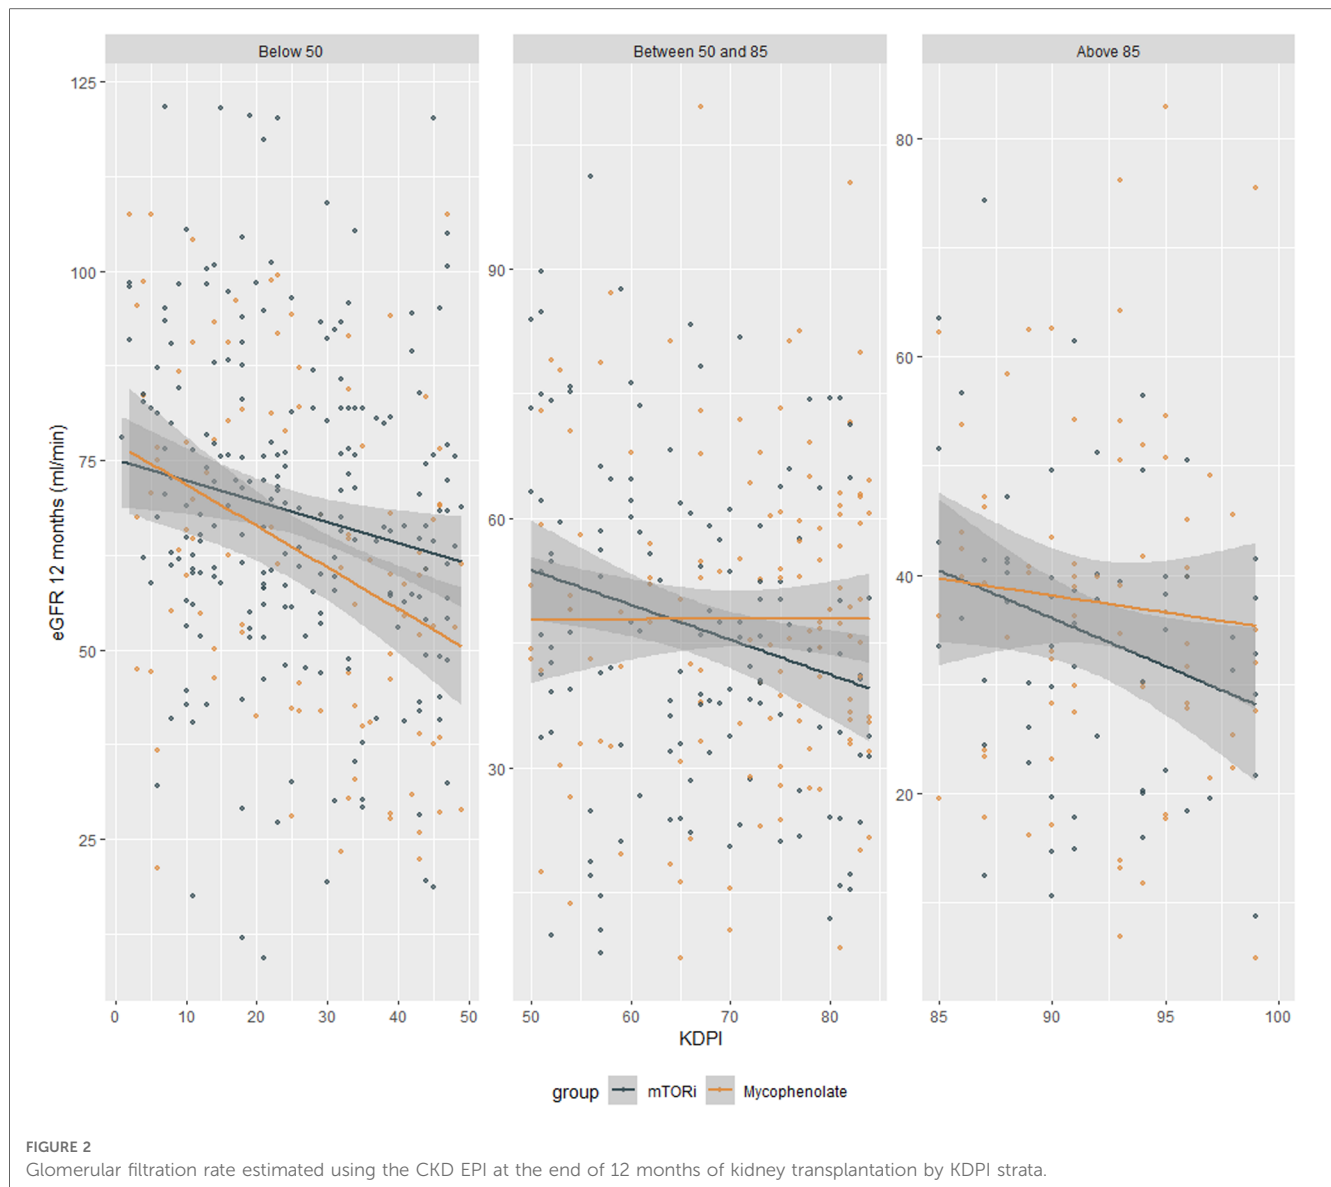 Below 50
Between 50 and 85
Above 85
125
100
75
50
25
90
60
30
80
60
40
20
eGFR 12 months (ml/min)
0 10 20 30 40 50
50 60 70 80
85 90 95 100
KDPI
group mTORi Mycophenolate
FIGURE 2
Glomerular filtration rate estimated using the CKD EPI at the end of 12 months of kidney transplantation by KDPI strata.